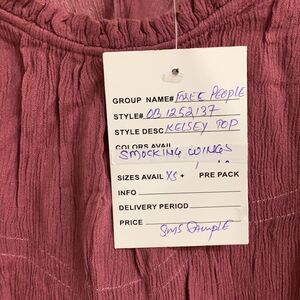 GROUP NAME# FREE PEOPLE
STYLE# OB1252137
STYLE DESC KELSEY TOP
COLORS AVAIL
SMOCKING WINGS
SIZES AVAIL XS + PRE PACK
INFO
DELIVERY PERIOD
PRICE
SMS SAMPLE